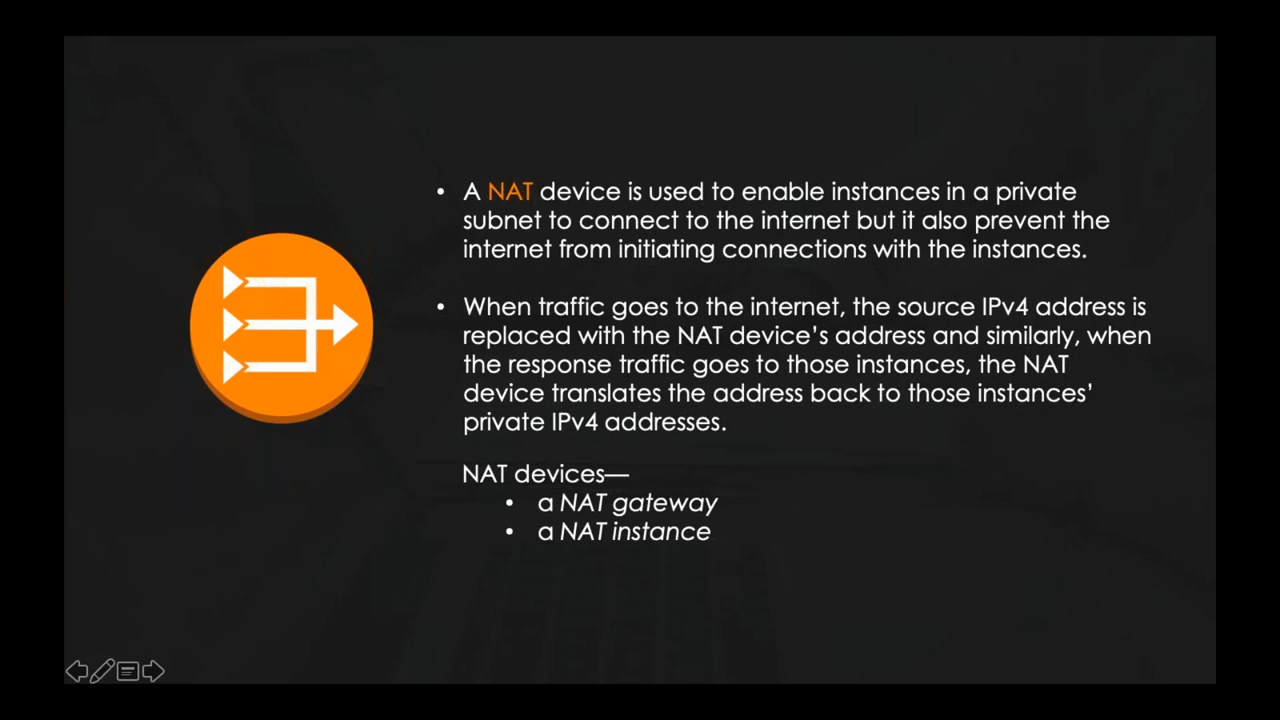 • A NAT device is used to enable instances in a private
subnet to connect to the internet but it also prevent the
internet from initiating connections with the instances.
• When traffic goes to the internet, the source IPv4 address is
replaced with the NAT device’s address and similarly, when
the response traffic goes to those instances, the NAT
device translates the address back to those instances’
private IPv4 addresses.
NAT devices—
• a NAT gateway
• a NAT instance